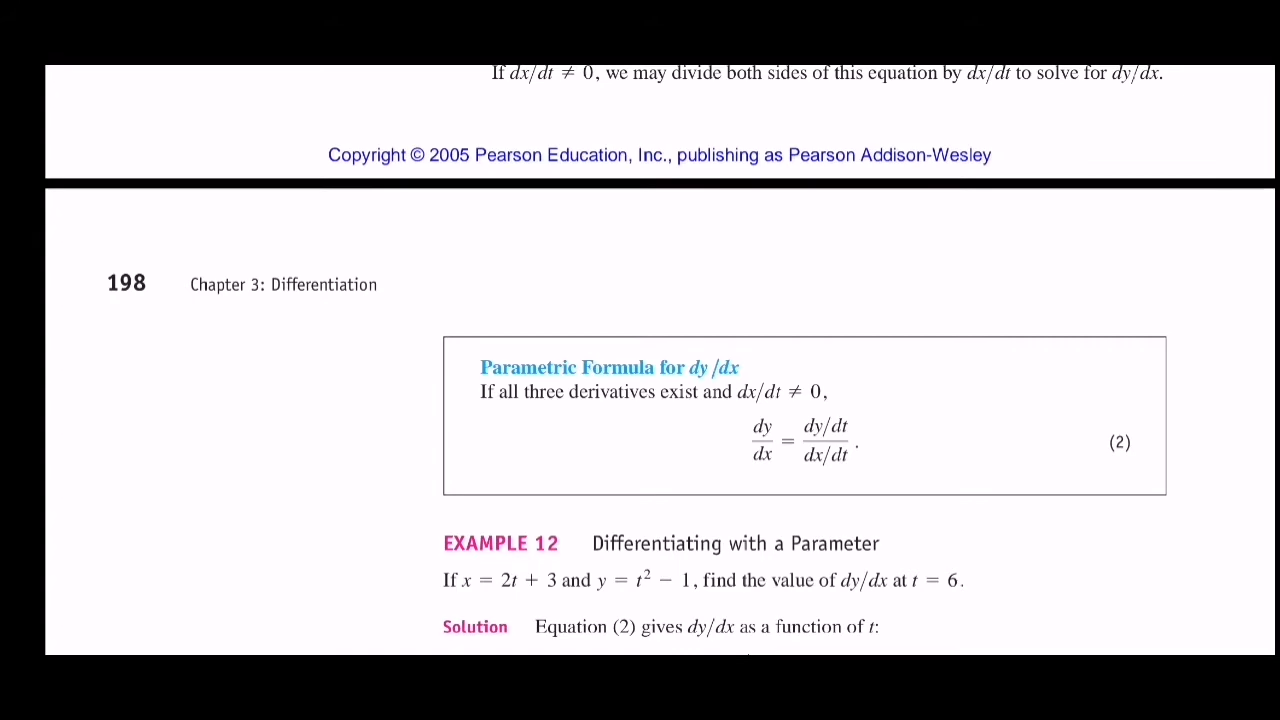 If dx/dt ≠ 0, we may divide both sides of this equation by dx/dt to solve for dy/dx.
Copyright © 2005 Pearson Education, Inc., publishing as Pearson Addison-Wesley
198 Chapter 3: Differentiation
Parametric Formula for dy/dx
If all three derivatives exist and dx/dt ≠ 0,
dy/dx = (dy/dt)/(dx/dt). (2)
EXAMPLE 12 Differentiating with a Parameter
If x = 2t + 3 and y = t² − 1, find the value of dy/dx at t = 6.
Solution Equation (2) gives dy/dx as a function of t: